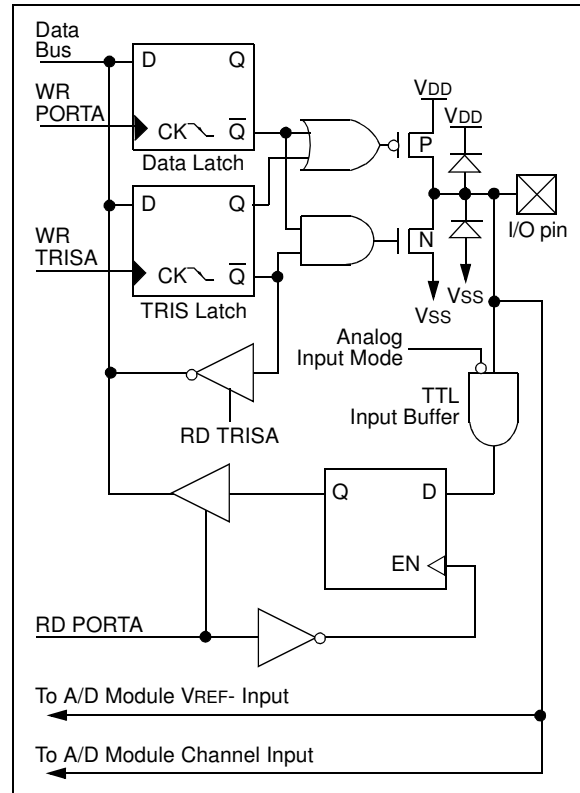 Data
Bus
D Q
WR
PORTA
CK Q
Data Latch
VDD
VDD
P
D Q
I/O pin
WR
TRISA
CK Q
TRIS Latch
N
VSS
VSS
Analog
Input Mode
TTL
Input Buffer
RD TRISA
Q D
EN
RD PORTA
To A/D Module VREF- Input
To A/D Module Channel Input